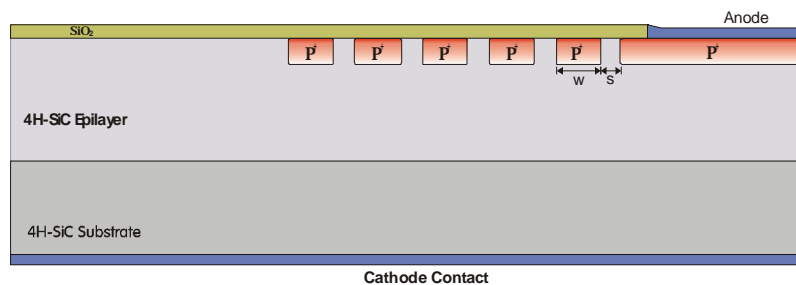 Anode
SiO₂
P⁺ P⁺ P⁺ P⁺ P⁺ P⁺
W S
4H-SiC Epilayer
4H-SiC Substrate
Cathode Contact